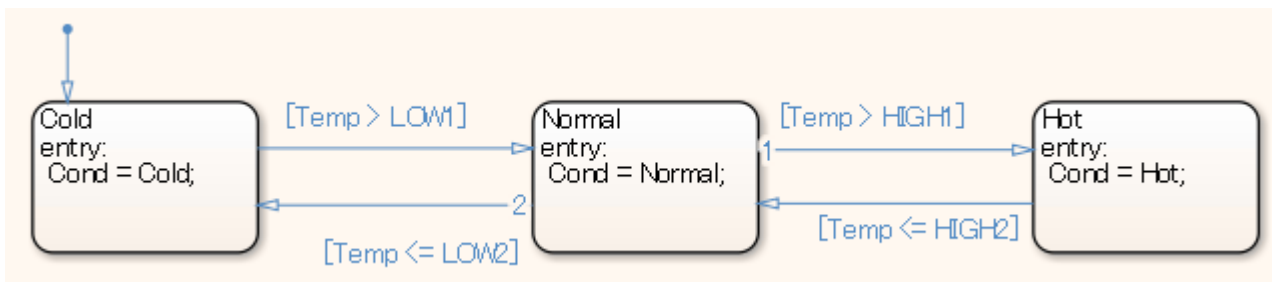 Cold
entry:
Cond = Cold;
[Temp > LOW1]
Normal
entry:
Cond = Normal;
[Temp > HIGH1]
Hot
entry:
Cond = Hot;
1
2
[Temp <= LOW2]
[Temp <= HIGH2]